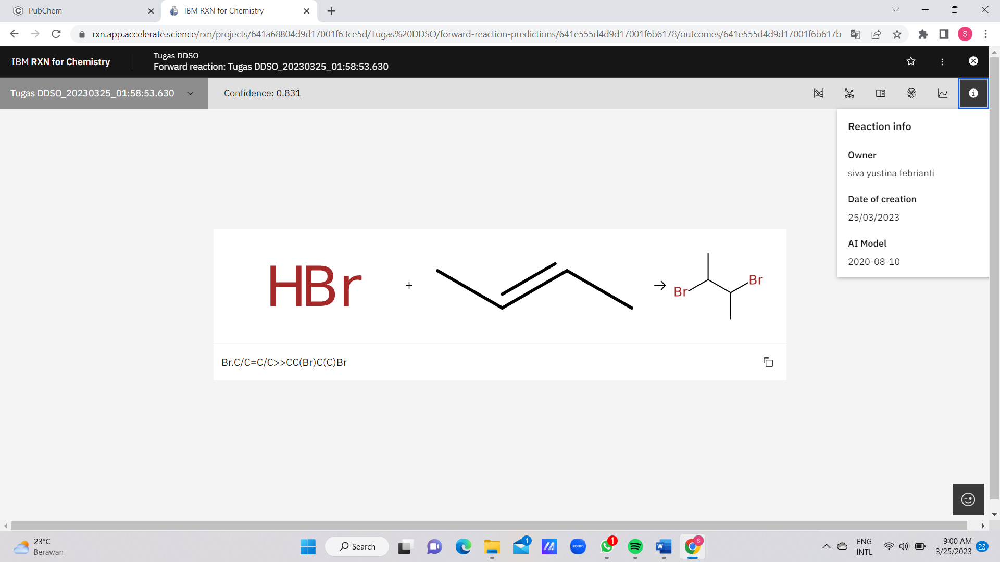 PubChem
IBM RXN for Chemistry
rxn.app.accelerate.science/rxn/projects/641a68804d9d17001f63ce5d/Tugas%20DDSO/forward-reaction-predictions/641e555d4d9d17001f6b6178/outcomes/641e555d4d9d17001f6b617b
S
IBM RXN for Chemistry
Tugas DDSO
Forward reaction: Tugas DDSO_20230325_01:58:53.630
Tugas DDSO_20230325_01:58:53.630
Confidence: 0.831
Reaction info
Owner
siva yustina febrianti
Date of creation
25/03/2023
AI Model
2020-08-10
HBr
+
Br
Br
Br.C/C=C/C>>CC(Br)C(C)Br
23°C
Berawan
Search
1
zoom
1
W
S
ENG
INTL
9:00 AM
3/25/2023
23